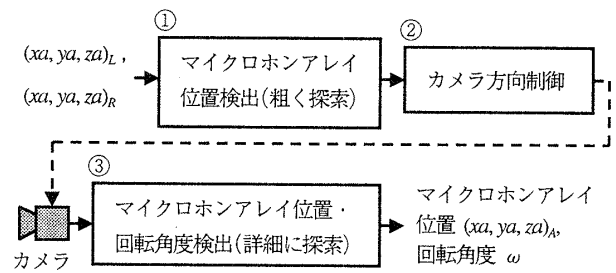 ①
(xa, ya, za)L ,
(xa, ya, za)R
マイクロホンアレイ
位置検出(粗く探索)
②
カメラ方向制御
③
カメラ
マイクロホンアレイ位置・
回転角度検出(詳細に探索)
マイクロホンアレイ
位置 (xa, ya, za)A,
回転角度 ω